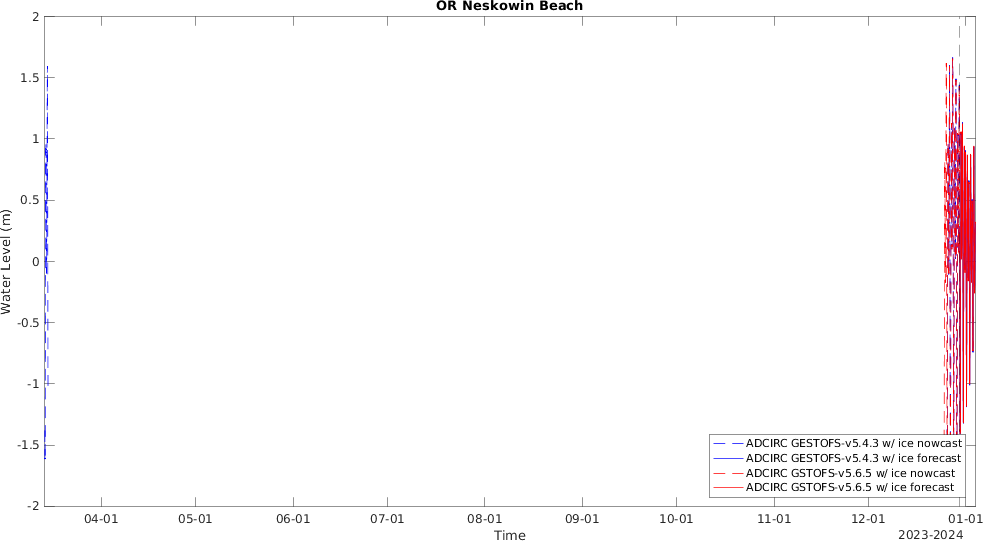 OR Neskowin Beach
2
1.5
1
0.5
0
-0.5
-1
-1.5
-2
Water Level (m)
ADCIRC GESTOFS-v5.4.3 w/ ice nowcast
ADCIRC GESTOFS-v5.4.3 w/ ice forecast
ADCIRC GSTOFS-v5.6.5 w/ ice nowcast
ADCIRC GSTOFS-v5.6.5 w/ ice forecast
04-01 05-01 06-01 07-01 08-01 09-01 10-01 11-01 12-01 01-01
Time
2023-2024